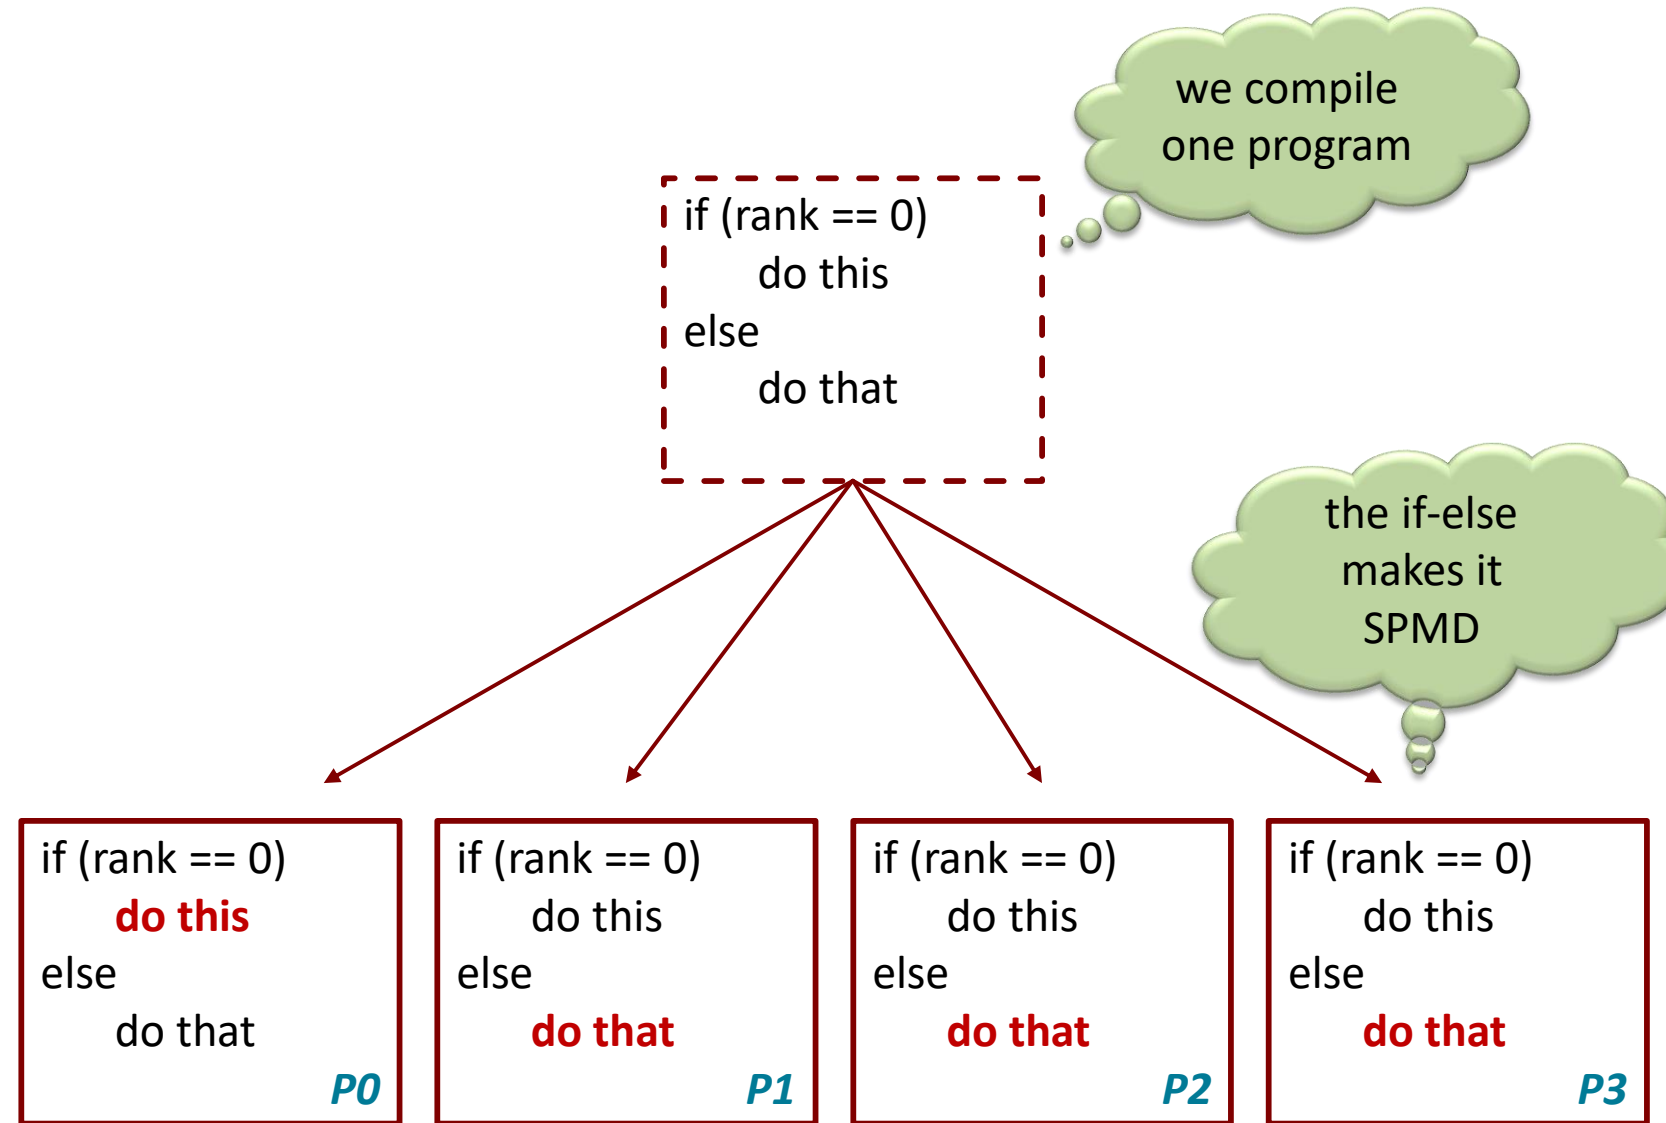 we compile
one program
if (rank == 0)
do this
else
do that
the if-else
makes it
SPMD
if (rank == 0)
do this
else
do that
P0
if (rank == 0)
do this
else
do that
P1
if (rank == 0)
do this
else
do that
P2
if (rank == 0)
do this
else
do that
P3